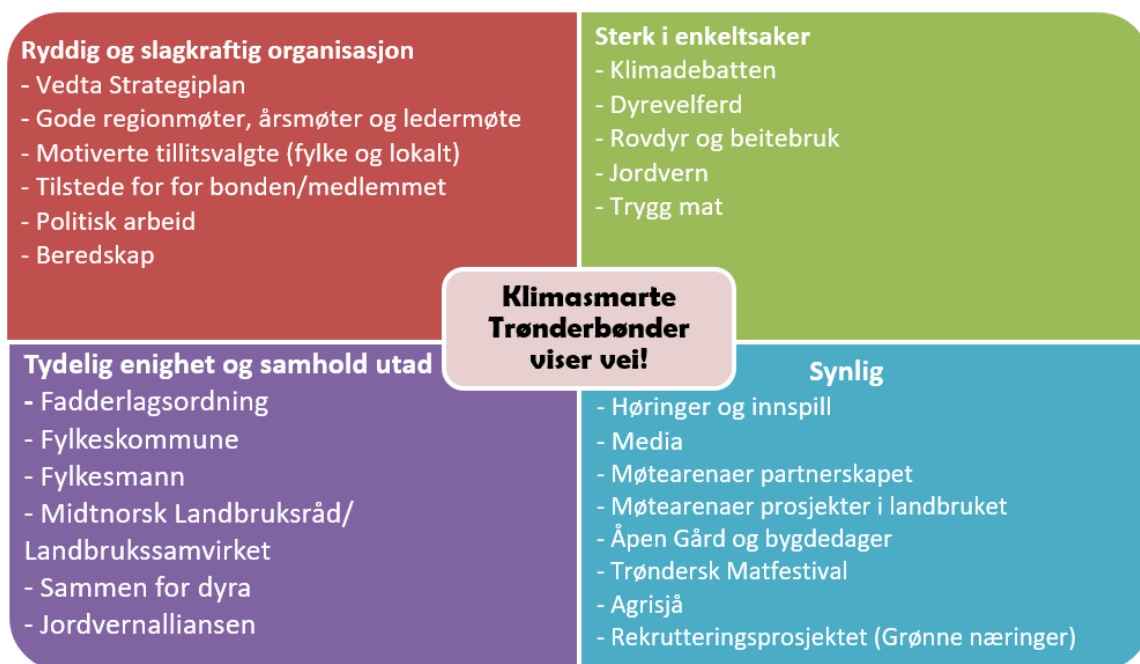 Ryddig og slagkraftig organisasjon
- Vedta Strategiplan
- Gode regionmøter, årsmøter og ledermøte
- Motiverte tillitsvalgte (fylke og lokalt)
- Tilstede for for bonden/medlemmet
- Politisk arbeid
- Beredskap
Sterk i enkeltsaker
- Klimadebatten
- Dyrevelferd
- Rovdyr og beitebruk
- Jordvern
- Trygg mat
Klimasmarte
Trønderbønder
viser vei!
Tydelig enighet og samhold utad
- Fadderlagsordning
- Fylkeskommune
- Fylkesmann
- Midtnorsk Landbruksråd/
Landbrukssamvirket
- Sammen for dyra
- Jordvernalliansen
Synlig
- Høringer og innspill
- Media
- Møtearenaer partnerskapet
- Møtearenaer prosjekter i landbruket
- Åpen Gård og bygdedager
- Trøndersk Matfestival
- Agrisjå
- Rekrutteringsprosjektet (Grønne næringer)